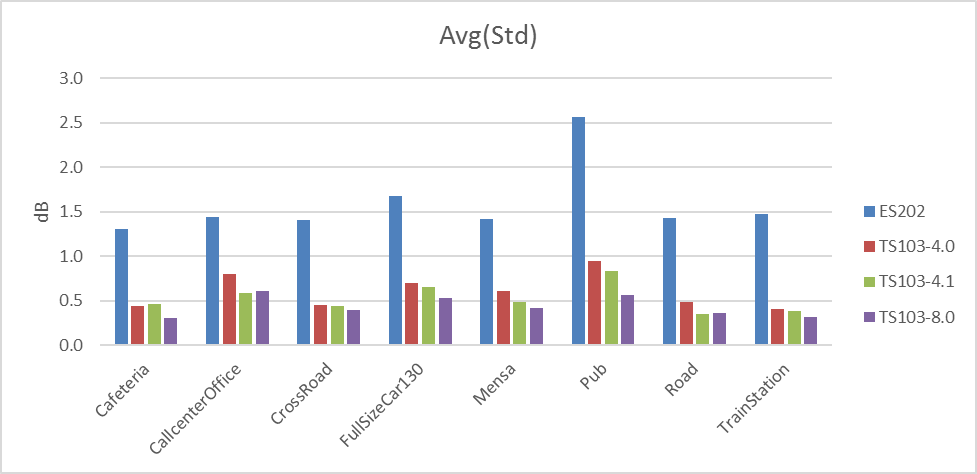 Avg(Std)
3.0
2.5
2.0
1.5
1.0
0.5
0.0
dB
Cafeteria
CallcenterOffice
CrossRoad
FullSizeCar130
Mensa
Pub
Road
TrainStation
ES202
TS103-4.0
TS103-4.1
TS103-8.0